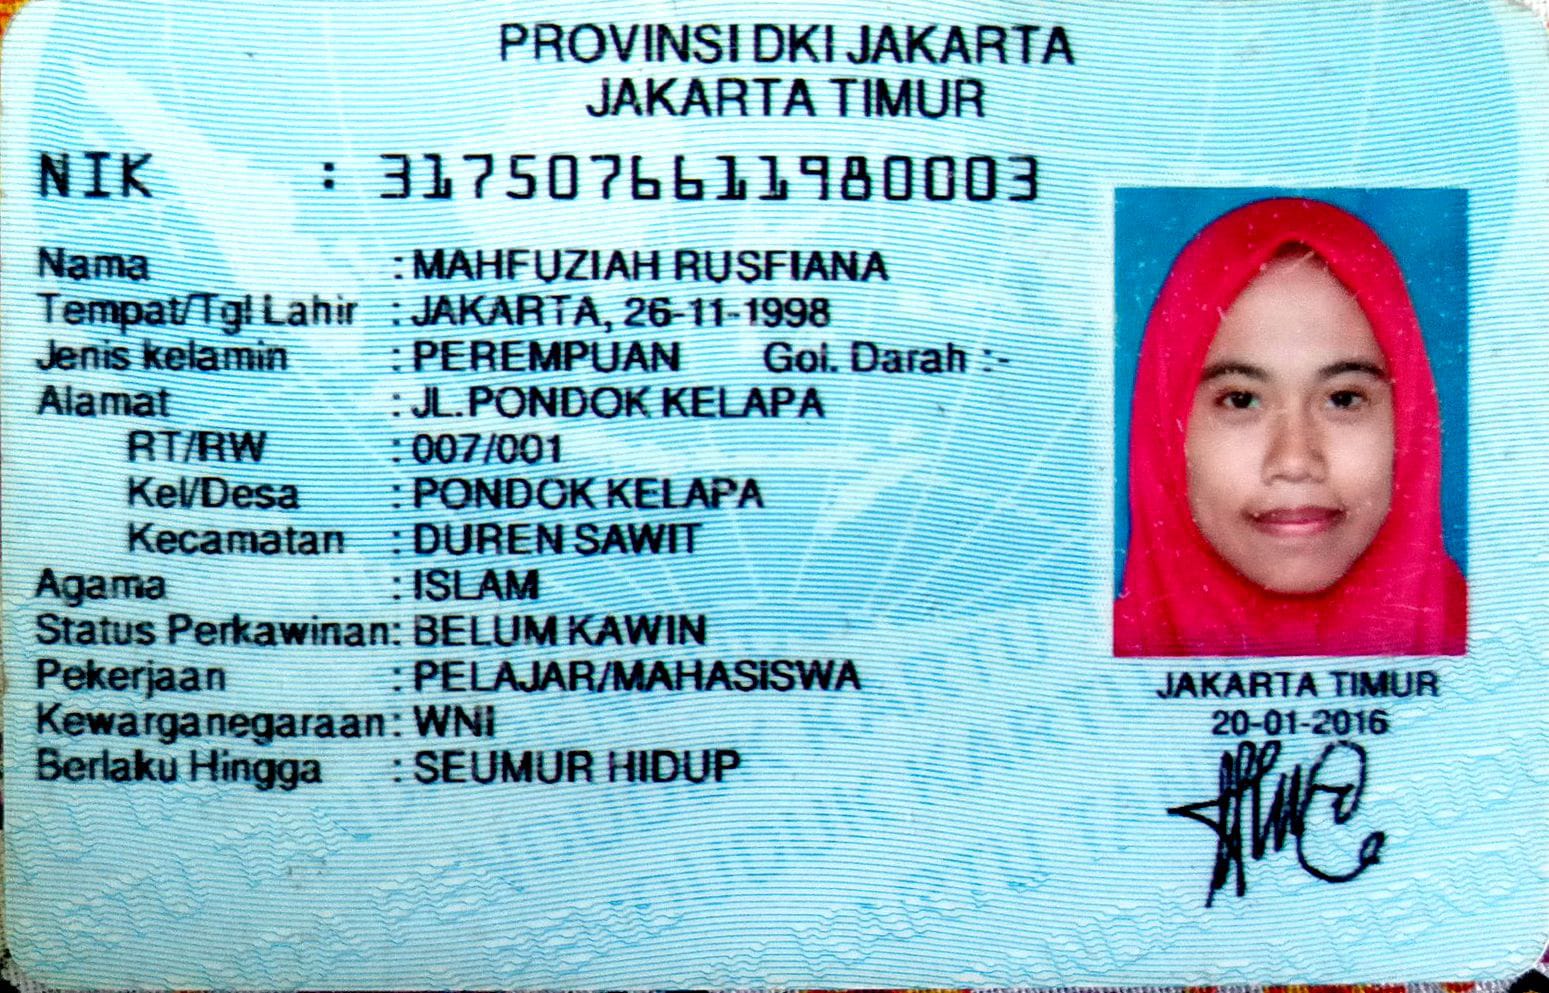 PROVINSI DKI JAKARTA
JAKARTA TIMUR
NIK : 3175076611980003
Nama : MAHFUZIAH RUSFIANA
Tempat/Tgl Lahir : JAKARTA, 26-11-1998
Jenis kelamin : PEREMPUAN Gol. Darah :-
Alamat : JL.PONDOK KELAPA
RT/RW : 007/001
Kel/Desa : PONDOK KELAPA
Kecamatan : DUREN SAWIT
Agama : ISLAM
Status Perkawinan: BELUM KAWIN
Pekerjaan : PELAJAR/MAHASISWA
Kewarganegaraan: WNI
Berlaku Hingga : SEUMUR HIDUP
JAKARTA TIMUR
20-01-2016